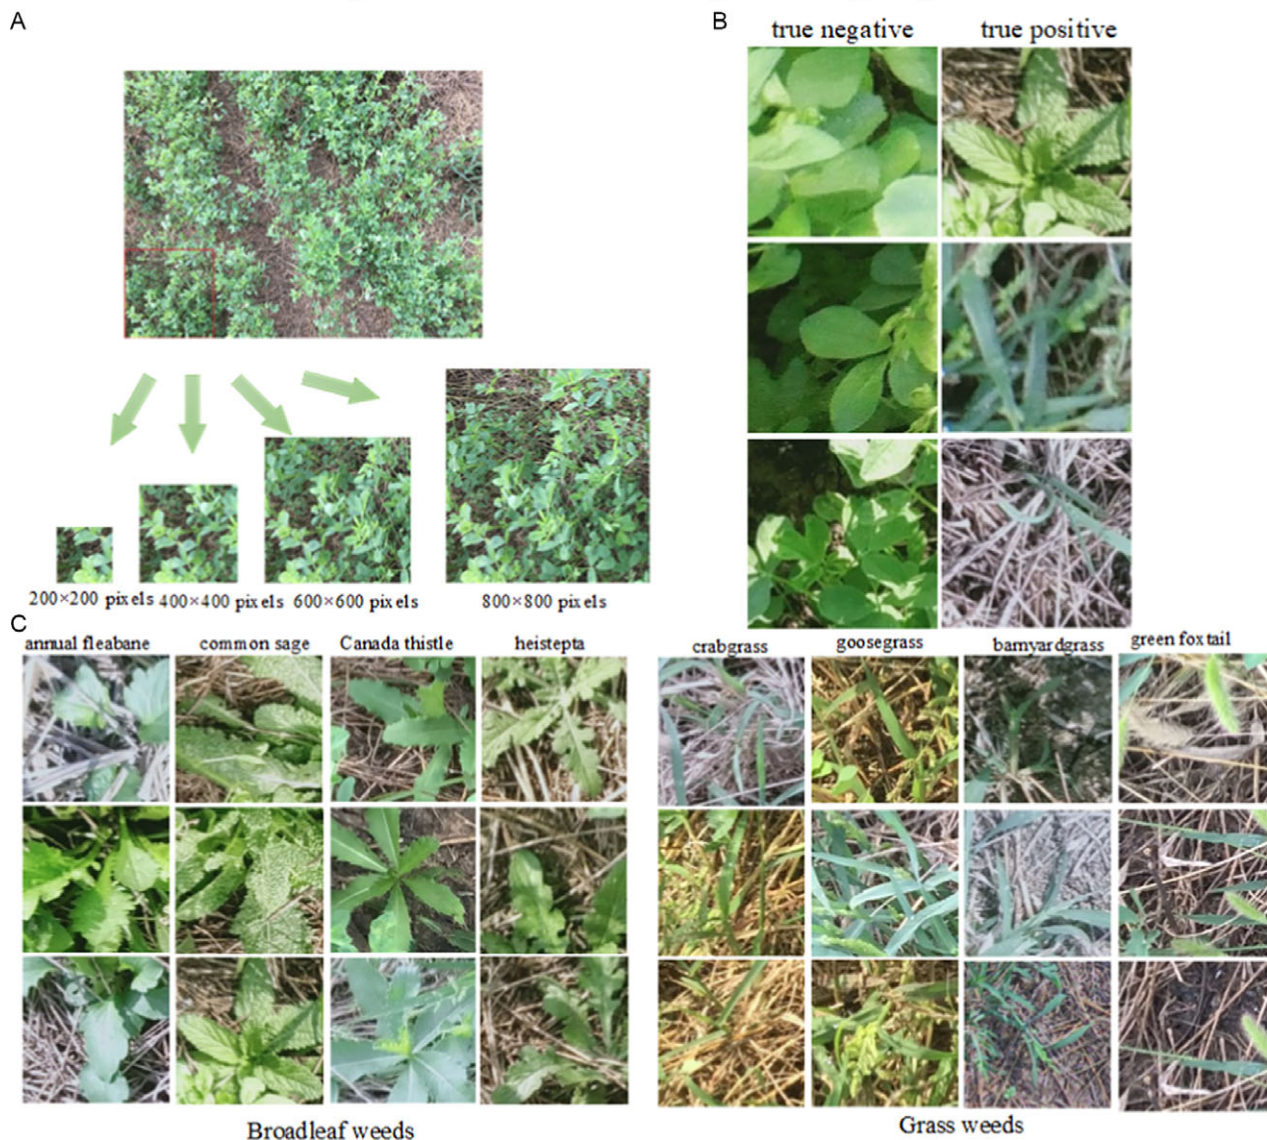 A
B
true negative true positive
200×200 pixels 400×400 pixels 600×600 pixels 800×800 pixels
C
annual fleabane common sage Canada thistle heistepta crabgrass goosegrass barnyardgrass green foxtail
Broadleaf weeds Grass weeds